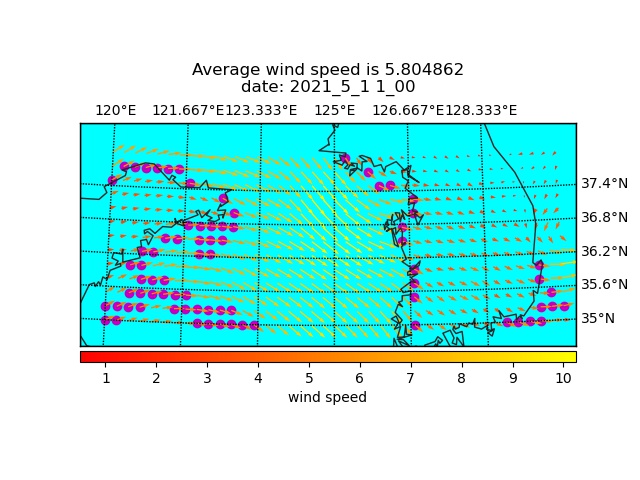 Average wind speed is 5.804862
date: 2021_5_1 1_00
120°E 121.667°E 123.333°E 125°E 126.667°E 128.333°E
37.4°N
36.8°N
36.2°N
35.6°N
35°N
1 2 3 4 5 6 7 8 9 10
wind speed